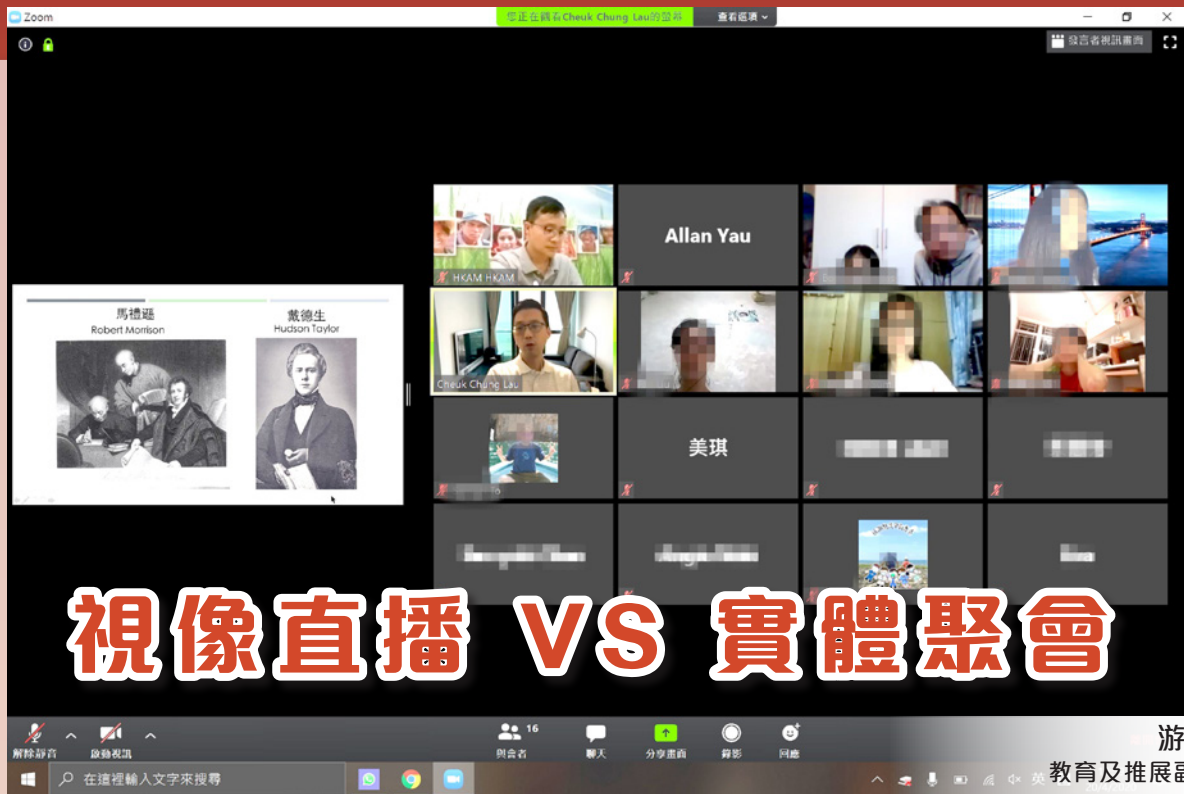 Zoom
您正在觀看Cheuk Chung Lau的螢幕
查看選項
發言者視訊畫面
HKAM HKAM
Allan Yau
馬禮遜
Robert Morrison
戴德生
Hudson Taylor
Cheuk Chung Lau
美琪
視像直播 VS 實體聚會
解除靜音
啟動視訊
16
與會者
聊天
分享畫面
錄影
回應
游
在這裡輸入文字來搜尋
英
教育及推展副